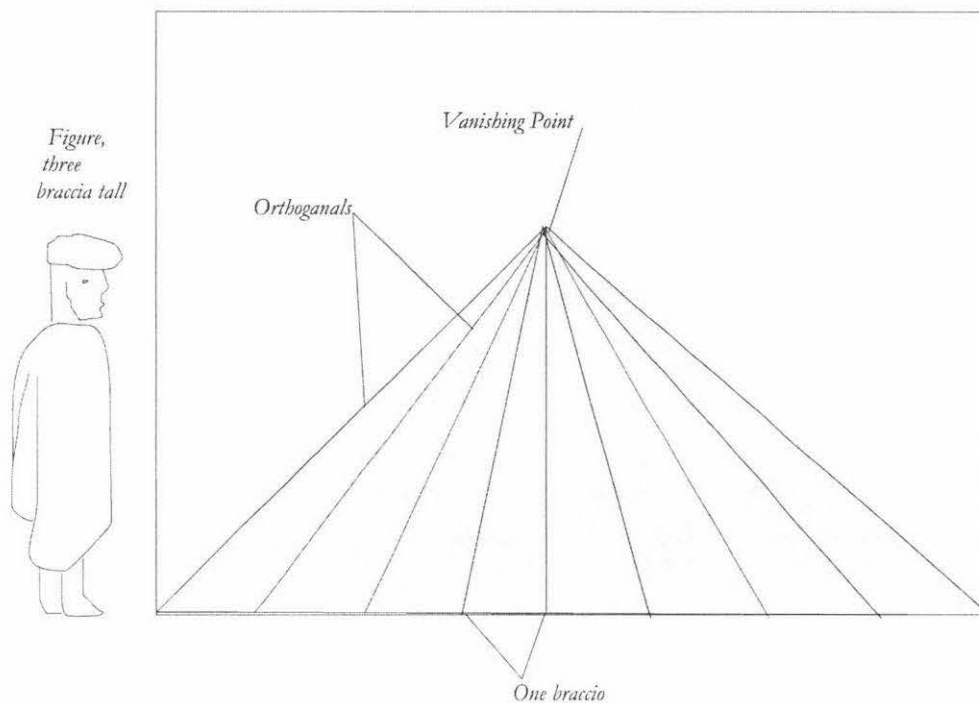 Vanishing Point
Figure,
three
braccia tall
Orthoganals
One braccio